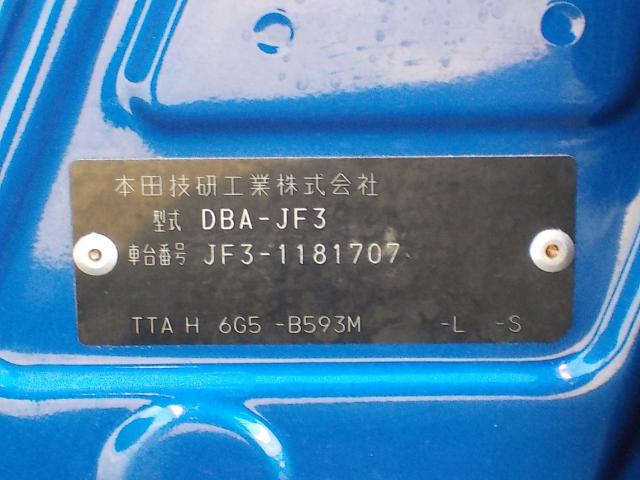 本田技研工業株式会社
型式 DBA-JF3
車台番号 JF3-1181707
TTA H 6G5 -B593M -L -S